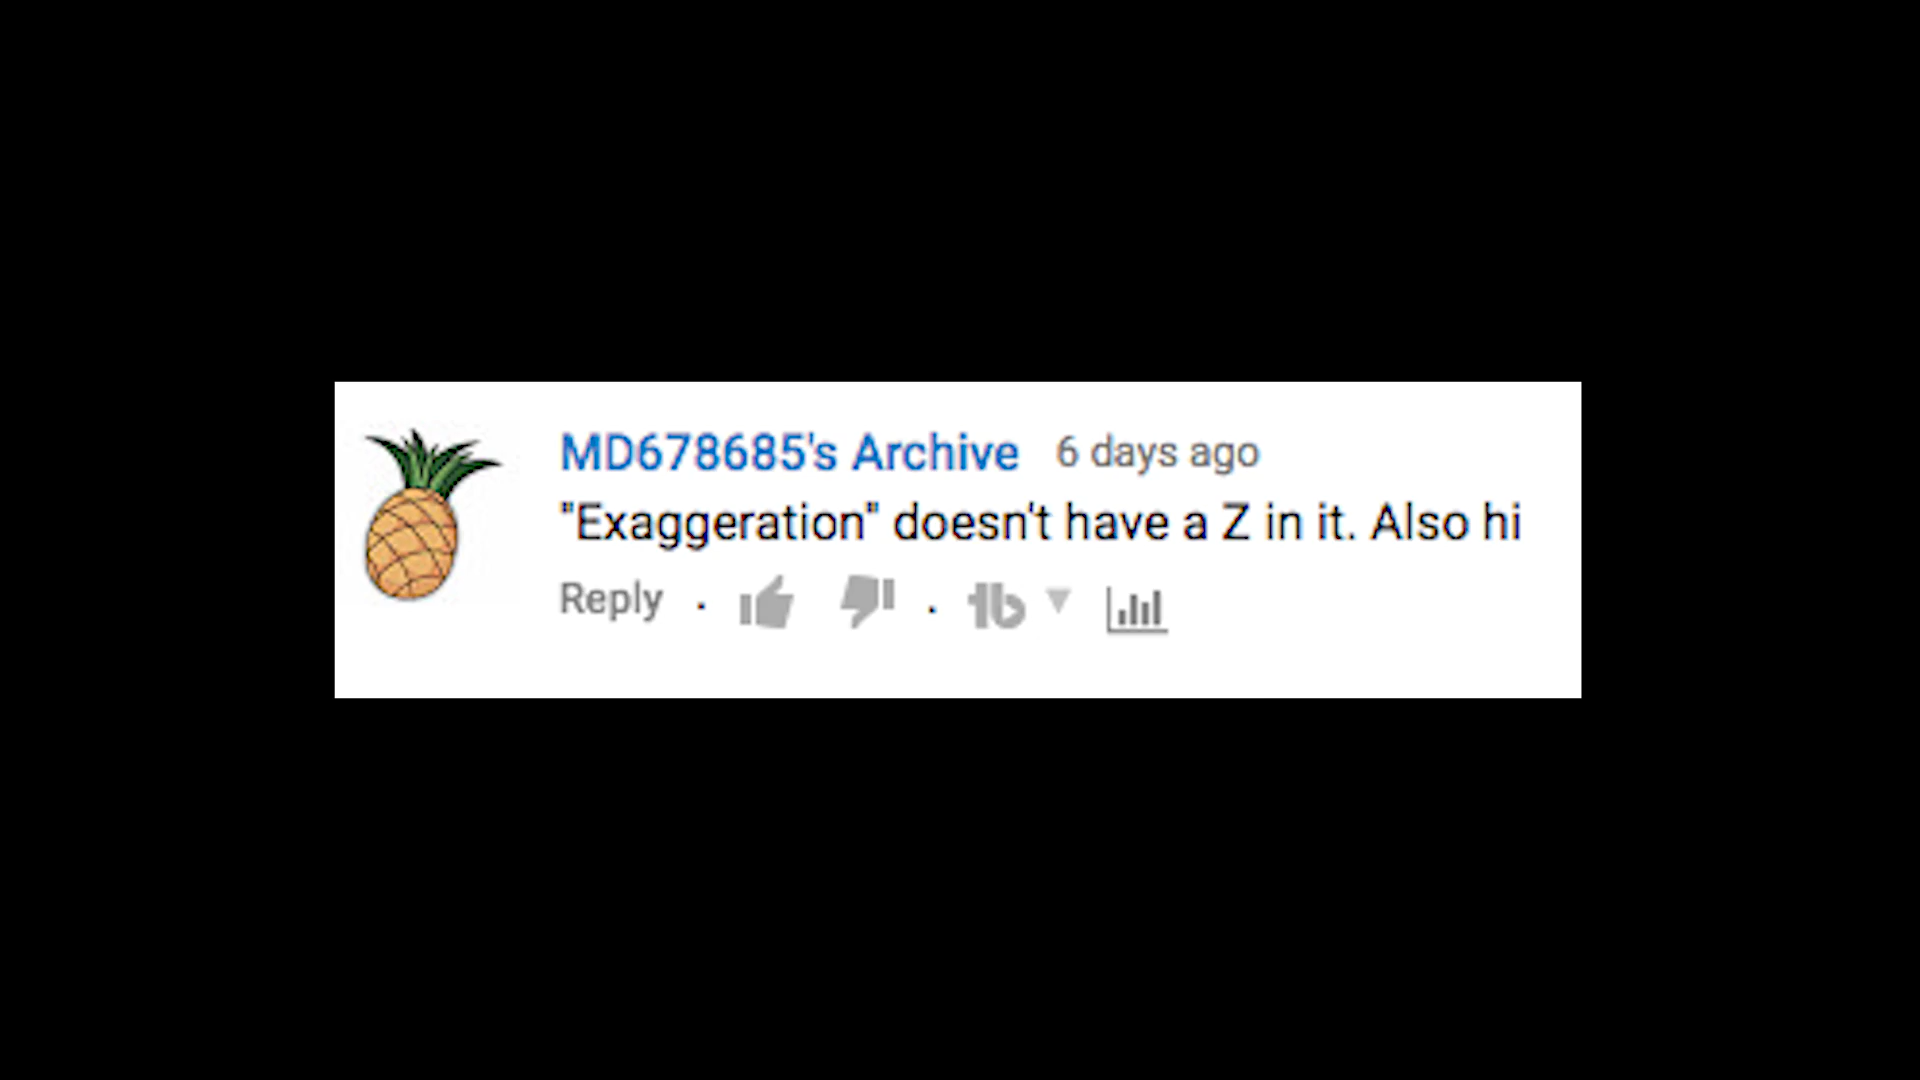 MD678685's Archive 6 days ago
"Exaggeration" doesn't have a Z in it. Also hi
Reply · ·